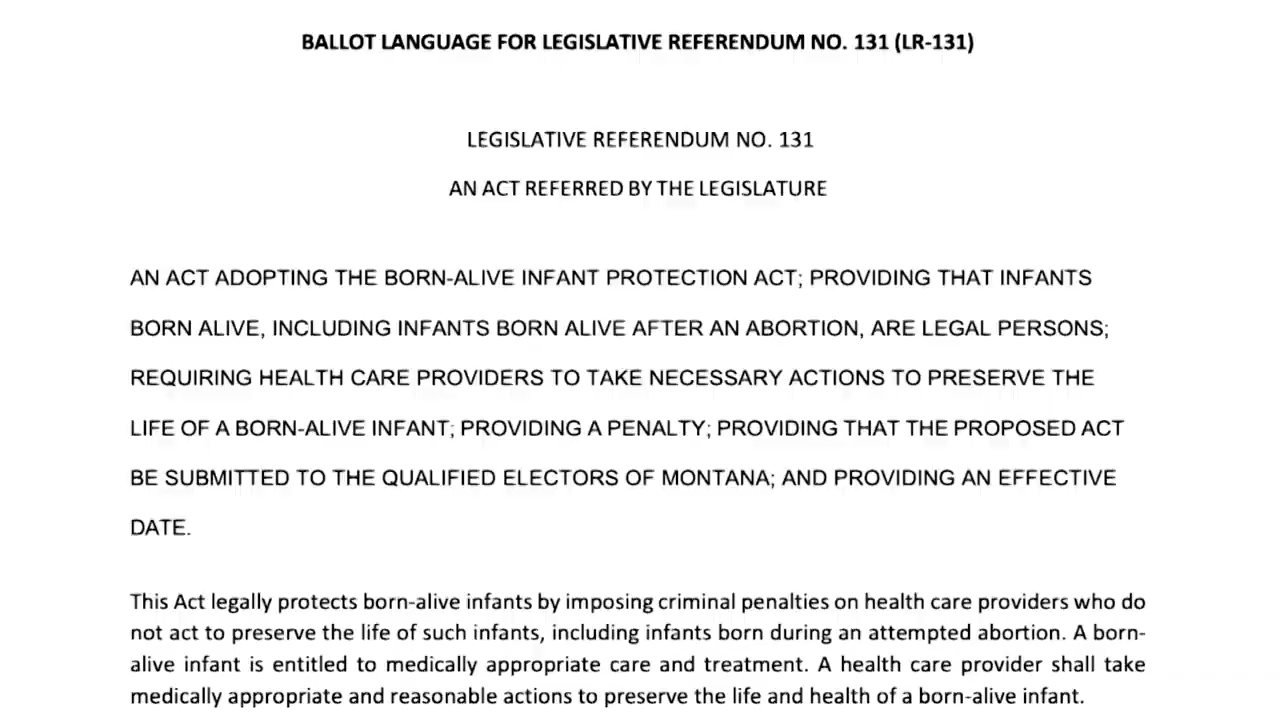 BALLOT LANGUAGE FOR LEGISLATIVE REFERENDUM NO. 131 (LR-131)
LEGISLATIVE REFERENDUM NO. 131
AN ACT REFERRED BY THE LEGISLATURE
AN ACT ADOPTING THE BORN-ALIVE INFANT PROTECTION ACT; PROVIDING THAT INFANTS
BORN ALIVE, INCLUDING INFANTS BORN ALIVE AFTER AN ABORTION, ARE LEGAL PERSONS;
REQUIRING HEALTH CARE PROVIDERS TO TAKE NECESSARY ACTIONS TO PRESERVE THE
LIFE OF A BORN-ALIVE INFANT; PROVIDING A PENALTY; PROVIDING THAT THE PROPOSED ACT
BE SUBMITTED TO THE QUALIFIED ELECTORS OF MONTANA; AND PROVIDING AN EFFECTIVE
DATE.
This Act legally protects born-alive infants by imposing criminal penalties on health care providers who do
not act to preserve the life of such infants, including infants born during an attempted abortion. A born-
alive infant is entitled to medically appropriate care and treatment. A health care provider shall take
medically appropriate and reasonable actions to preserve the life and health of a born-alive infant.